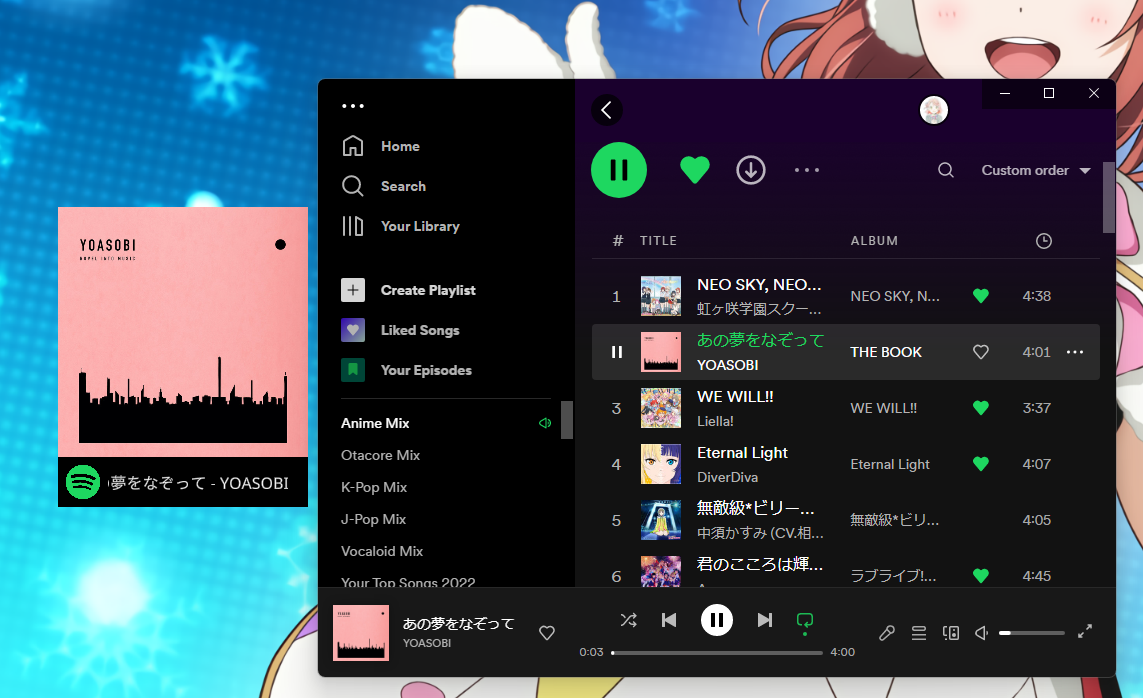 YOASOBI
夢をなぞって - YOASOBI
Home
Search
Your Library
Create Playlist
Liked Songs
Your Episodes
Anime Mix
Otacore Mix
K-Pop Mix
J-Pop Mix
Vocaloid Mix
Your Top Songs 2022
Custom order
# TITLE ALBUM
1 NEO SKY, NEO... NEO SKY, N... 4:38
虹ヶ咲学園スクー...
あの夢をなぞって THE BOOK 4:01
YOASOBI
3 WE WILL!! WE WILL!! 3:37
Liella!
4 Eternal Light Eternal Light 4:07
DiverDiva
5 無敵級*ビリー... 無敵級*ビリ... 4:05
中須かすみ (CV.相...
6 君のこころは輝... ラブライブ!... 4:45
あの夢をなぞって
YOASOBI
0:03 4:00